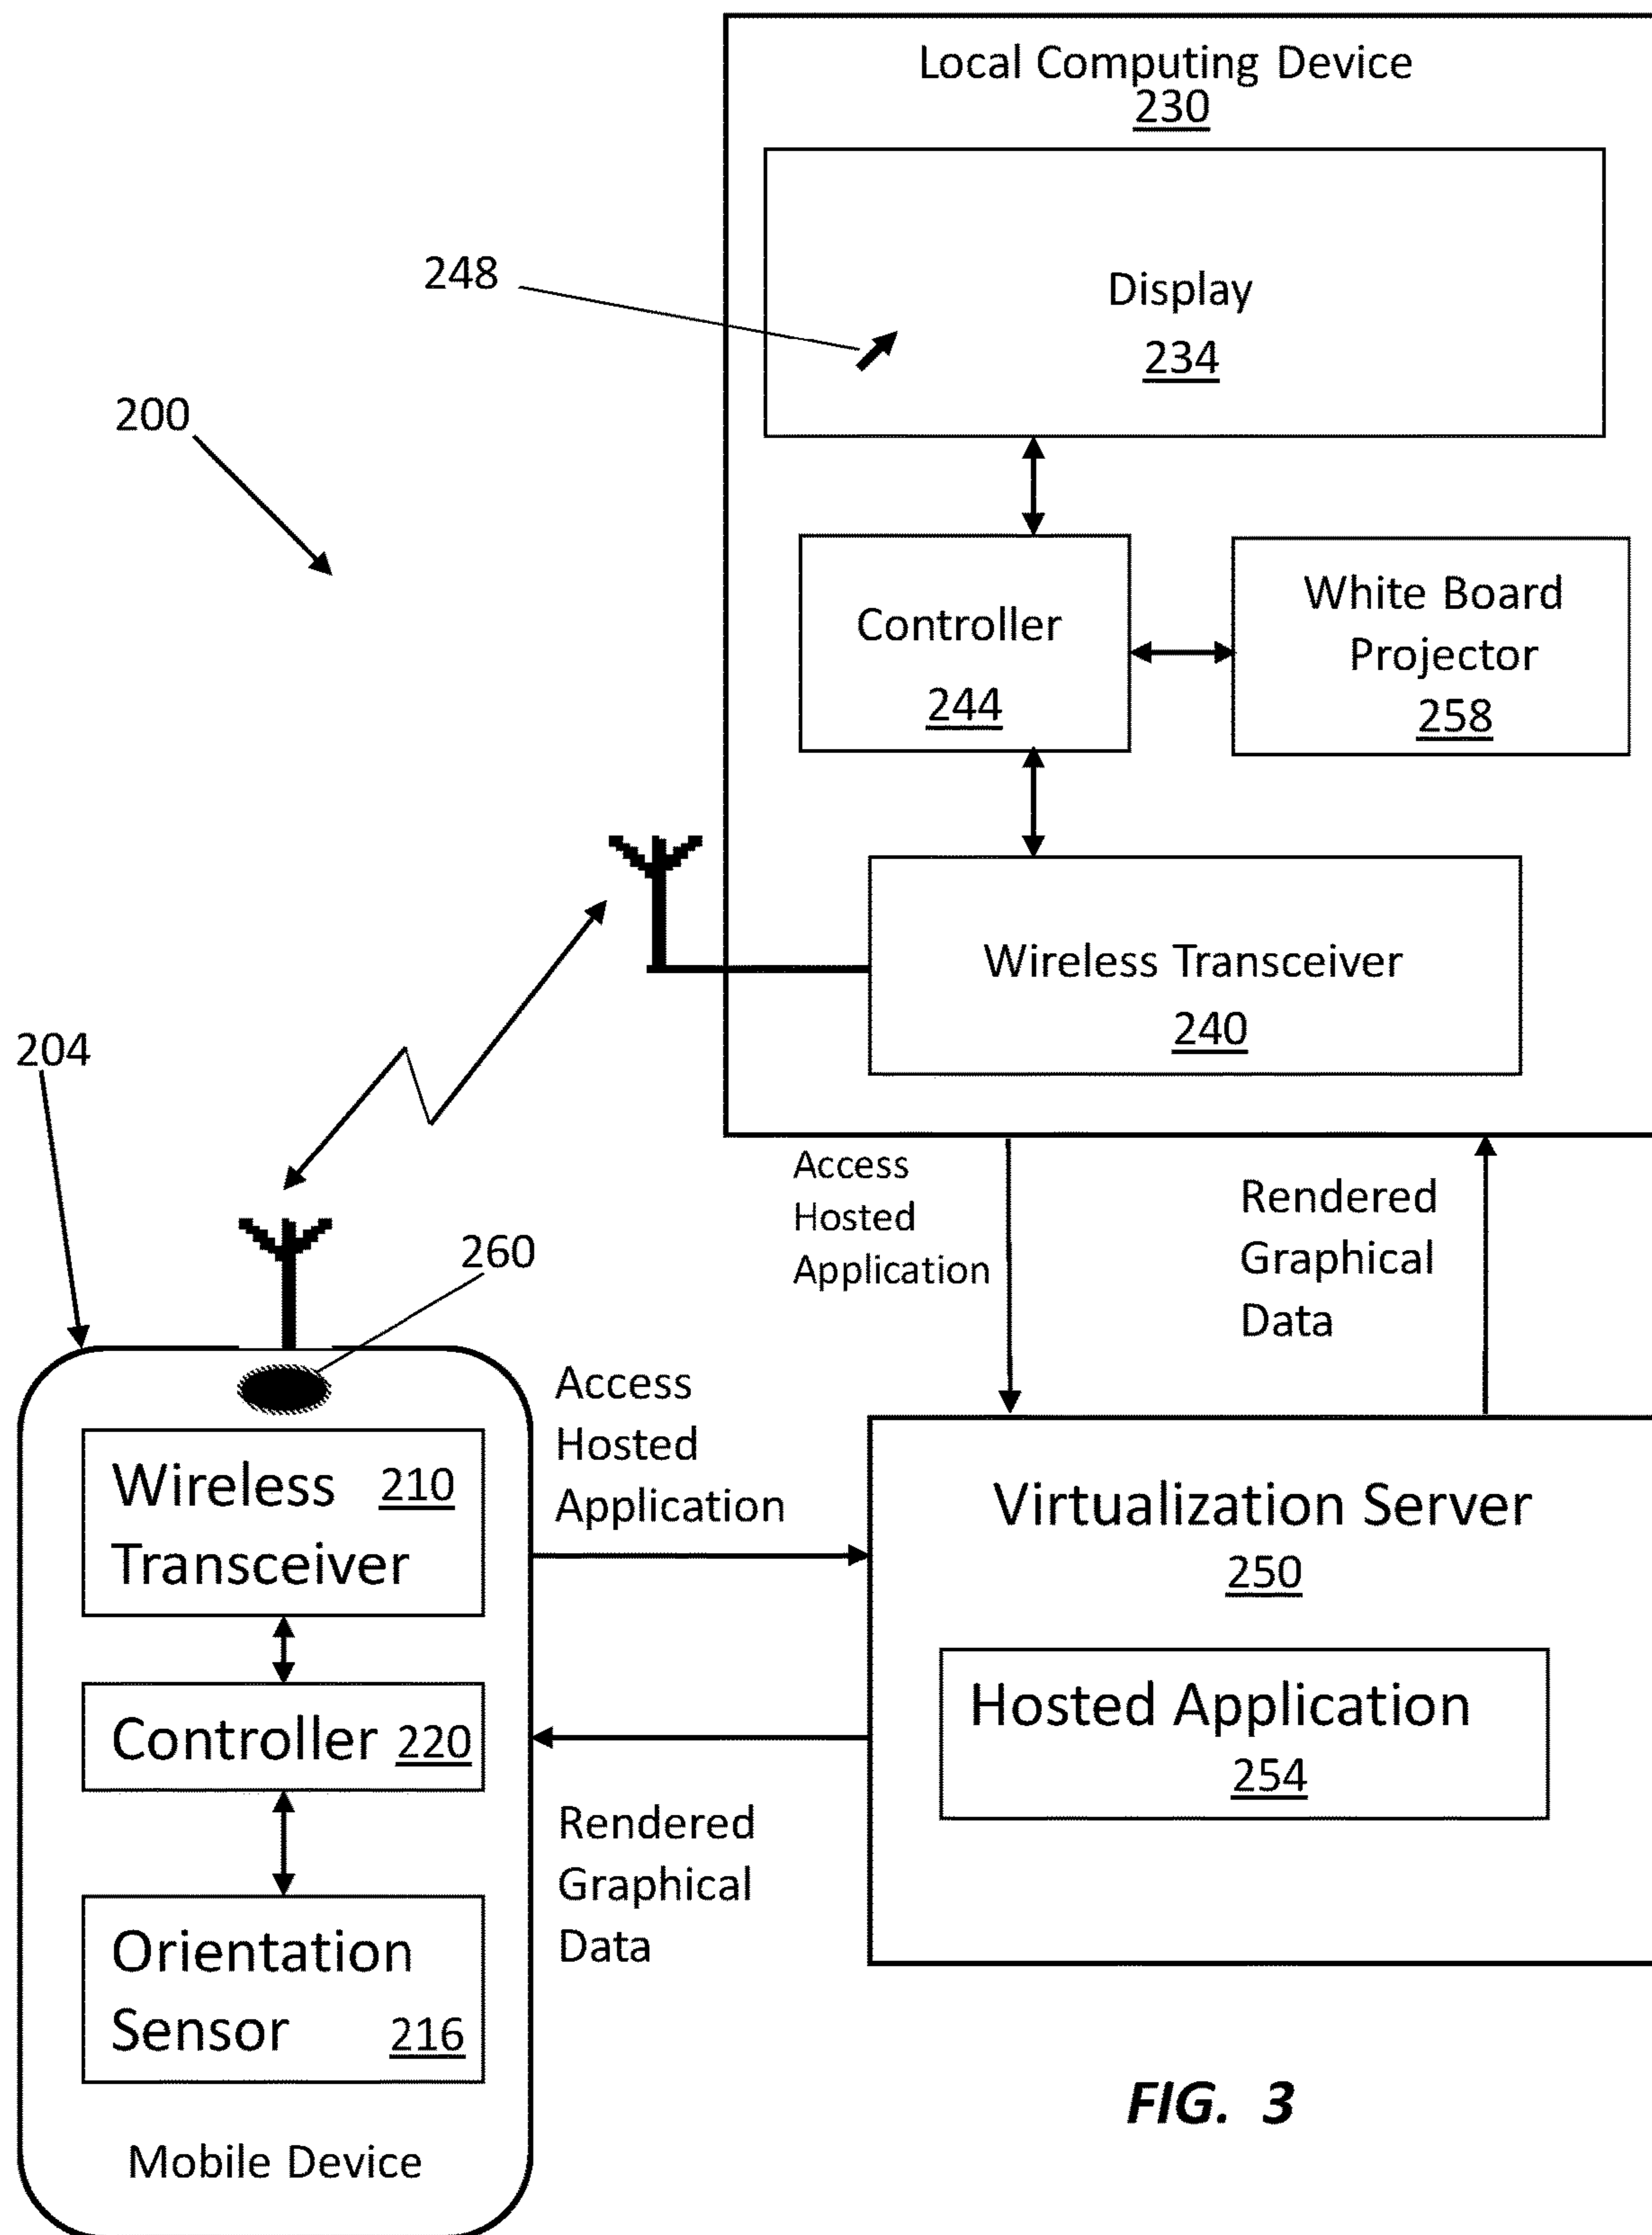 Local Computing Device
230
248
Display
234
200
Controller
244
White Board
Projector
258
Wireless Transceiver
240
204
260
Access
Hosted
Application
Rendered
Graphical
Data
Access
Hosted
Application
Wireless 210
Transceiver
Controller 220
Orientation
Sensor 216
Mobile Device
Virtualization Server
250
Hosted Application
254
Rendered
Graphical
Data
FIG. 3